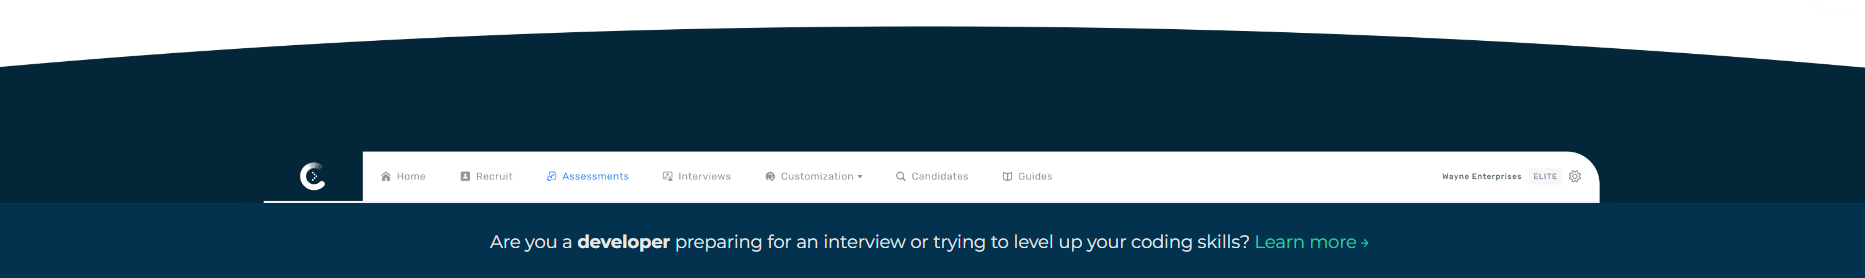 Home Recruit Assessments Interviews Customization Candidates Guides Wayne Enterprises ELITE
Are you a developer preparing for an interview or trying to level up your coding skills? Learn more →